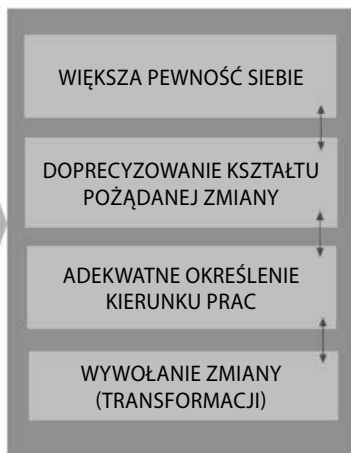 WIĘKSZA PEWNOŚĆ SIEBIE
DOPRECYZOWANIE KSZTAŁTU
POŻĄDANEJ ZMIANY
ADEKWATNE OKREŚLENIE
KIERUNKU PRAC
WYWOŁANIE ZMIANY
(TRANSFORMACJI)